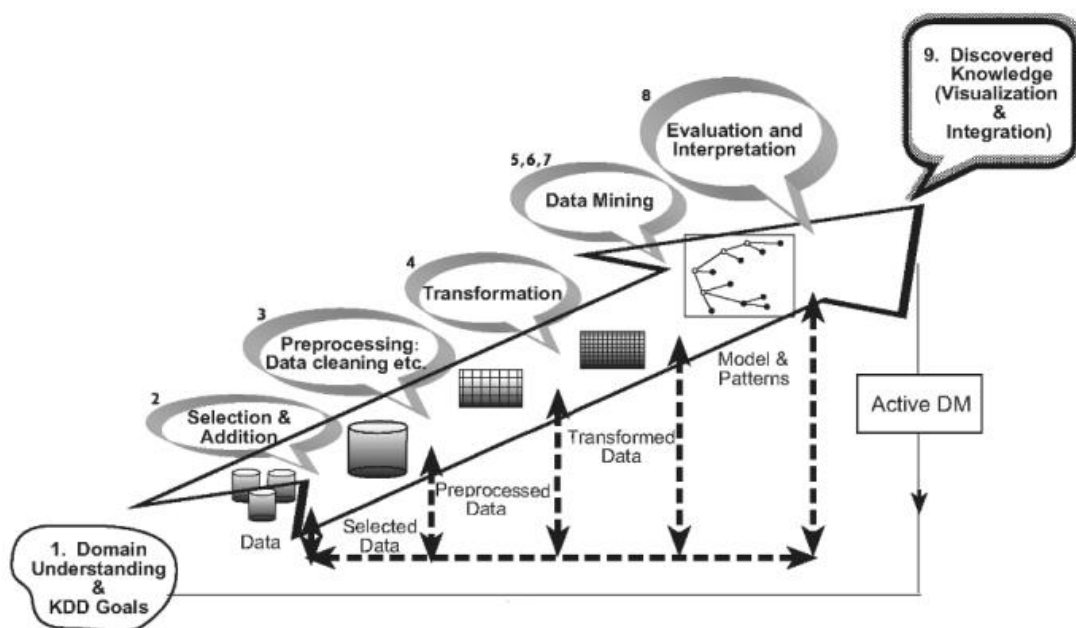 9. Discovered
Knowledge
(Visualization
&
Integration)
8
Evaluation and
Interpretation
5,6,7
Data Mining
4
Transformation
3
Preprocessing:
Data cleaning etc.
2
Selection &
Addition
Model &
Patterns
Active DM
Transformed
Data
Preprocessed
Data
Selected
Data
Data
1. Domain
Understanding
&
KDD Goals